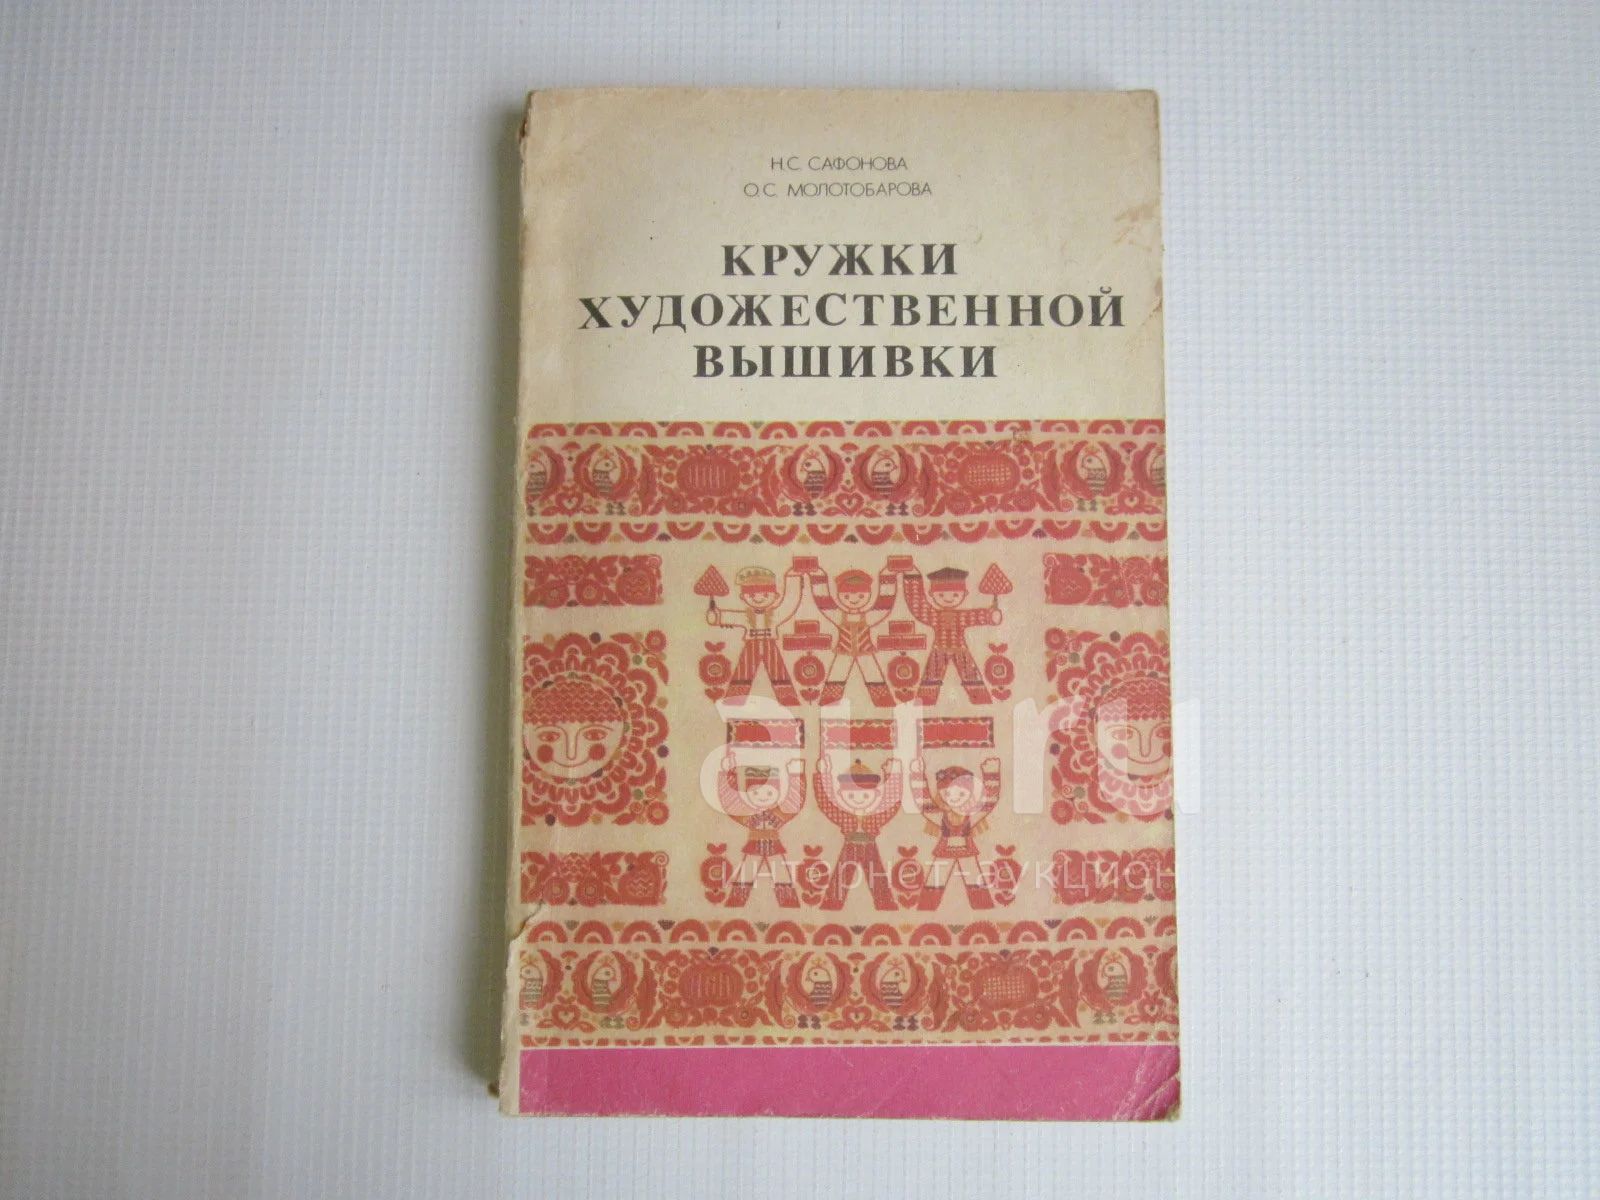 Н.С. САФОНОВА
О.С. МОЛОТОБАРОВА
КРУЖКИ
ХУДОЖЕСТВЕННОЙ
ВЫШИВКИ
au.ru
интернет-аукцион